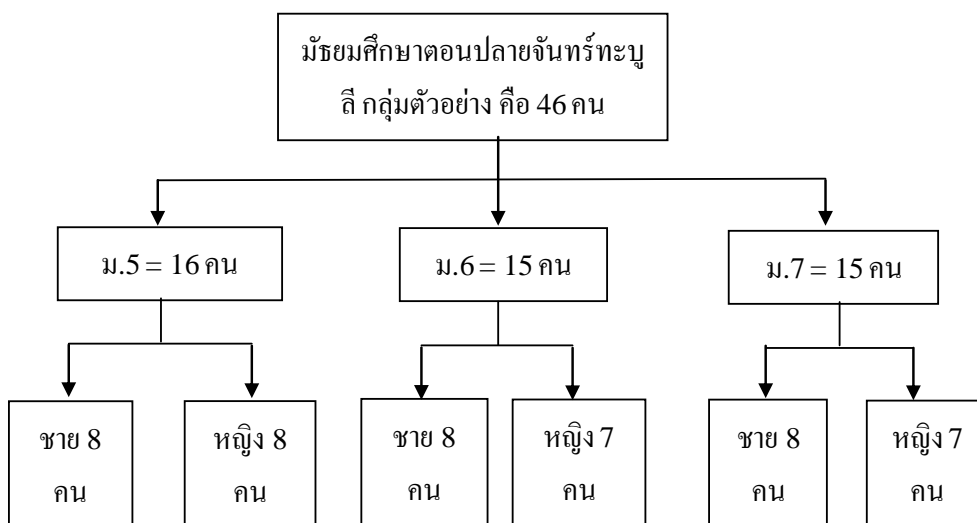 มัธยมศึกษาตอนปลายจันทร์ทะบู
ลี กลุ่มตัวอย่าง คือ 46 คน
ม.5 = 16 คน
ม.6 = 15 คน
ม.7 = 15 คน
ชาย 8
คน
หญิง 8
คน
ชาย 8
คน
หญิง 7
คน
ชาย 8
คน
หญิง 7
คน